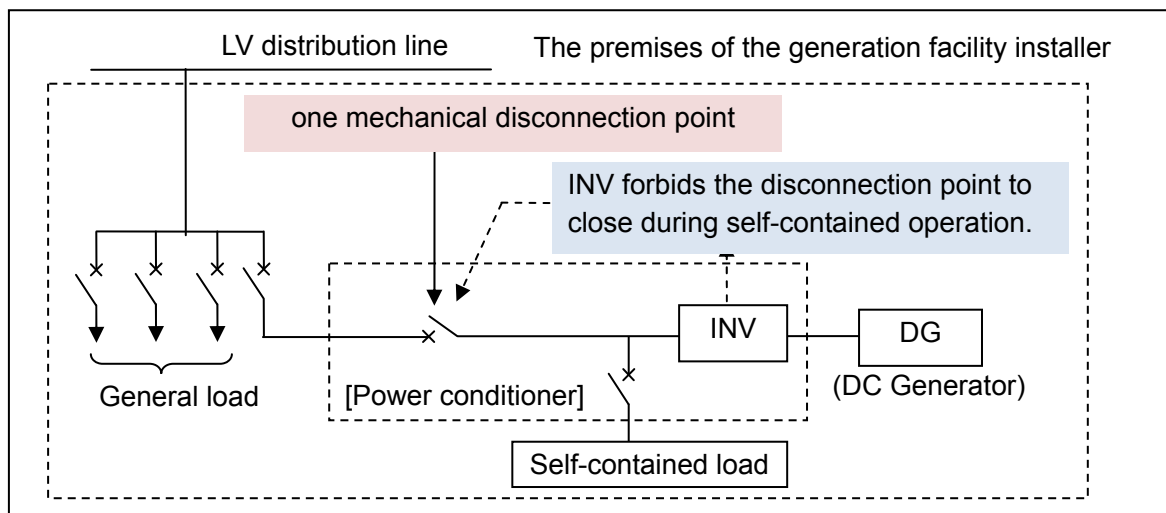 LV distribution line
The premises of the generation facility installer
one mechanical disconnection point
INV forbids the disconnection point to
close during self-contained operation.
INV
DG
(DC Generator)
General load
[Power conditioner]
Self-contained load